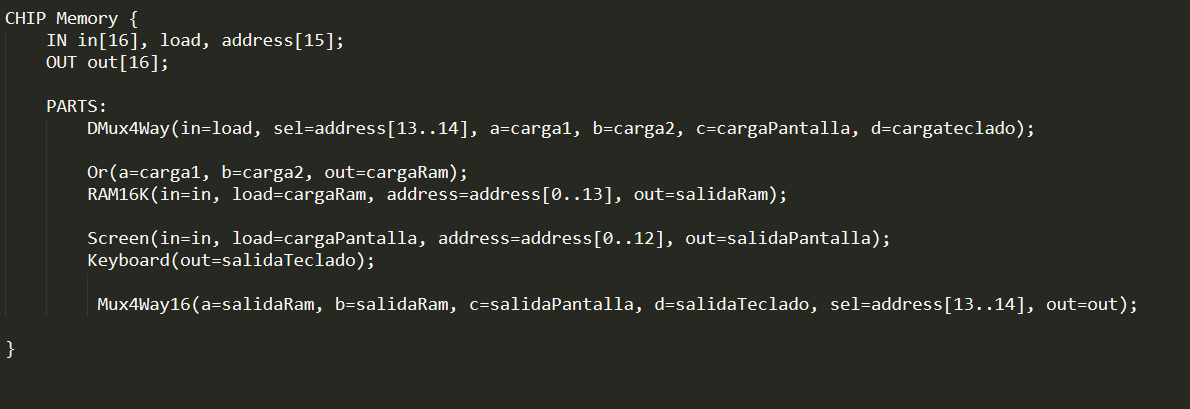 CHIP Memory {
IN in[16], load, address[15];
OUT out[16];
PARTS:
DMux4Way(in=load, sel=address[13..14], a=carga1, b=carga2, c=cargaPantalla, d=cargateclado);
Or(a=carga1, b=carga2, out=cargaRam);
RAM16K(in=in, load=cargaRam, address=address[0..13], out=salidaRam);
Screen(in=in, load=cargaPantalla, address=address[0..12], out=salidaPantalla);
Keyboard(out=salidaTeclado);
Mux4Way16(a=salidaRam, b=salidaRam, c=salidaPantalla, d=salidaTeclado, sel=address[13..14], out=out);
}